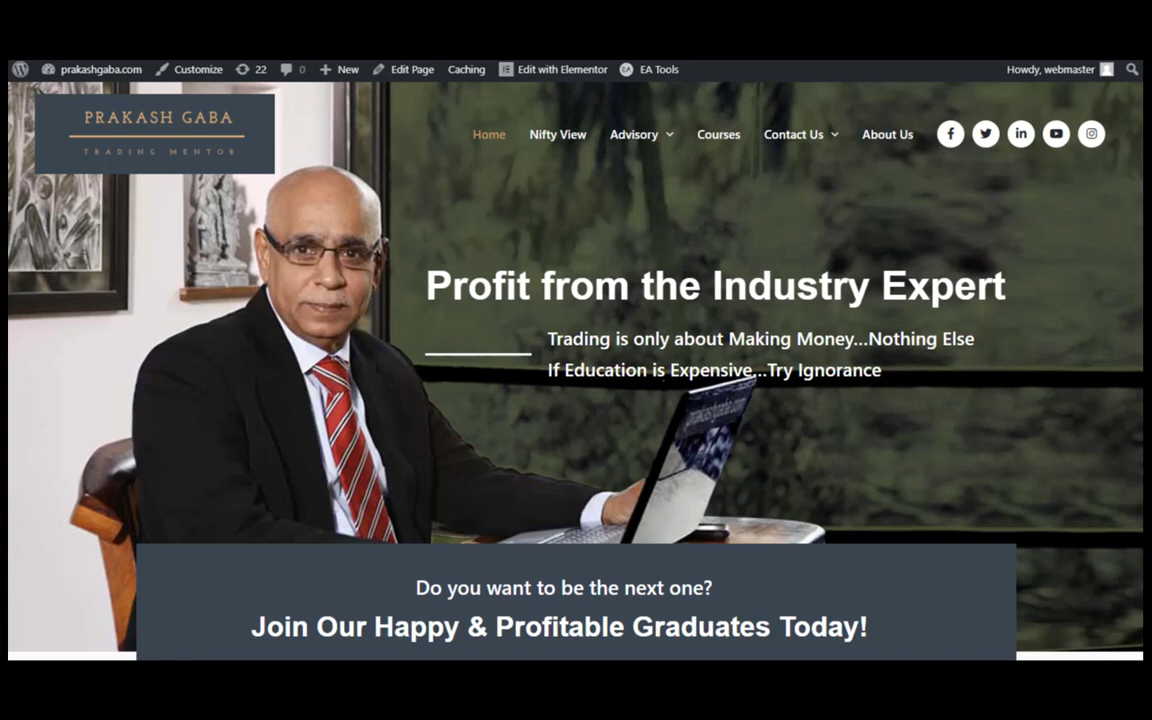 prakashgaba.com Customize 22 0 New Edit Page Caching Edit with Elementor EA Tools Howdy, webmaster
PRAKASH GABA
TRADING MENTOR
Home Nifty View Advisory Courses Contact Us About Us
Profit from the Industry Expert
Trading is only about Making Money...Nothing Else
If Education is Expensive...Try Ignorance
prakashgaba.com
Do you want to be the next one?
Join Our Happy & Profitable Graduates Today!